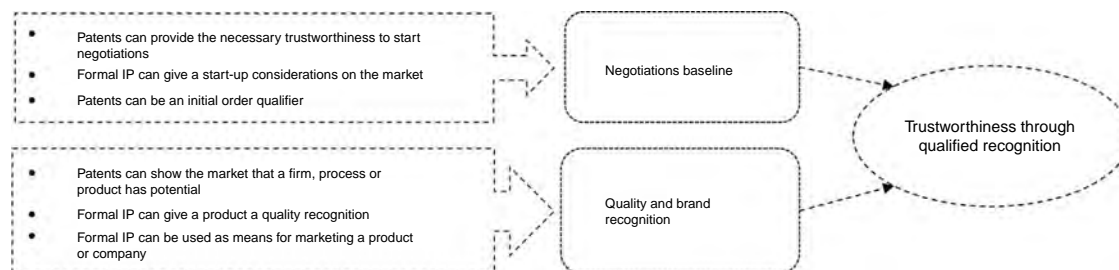 • Patents can provide the necessary trustworthiness to start
negotiations
• Formal IP can give a start-up considerations on the market
• Patents can be an initial order qualifier
Negotiations baseline
• Patents can show the market that a firm, process or
product has potential
• Formal IP can give a product a quality recognition
• Formal IP can be used as means for marketing a product
or company
Quality and brand
recognition
Trustworthiness through
qualified recognition